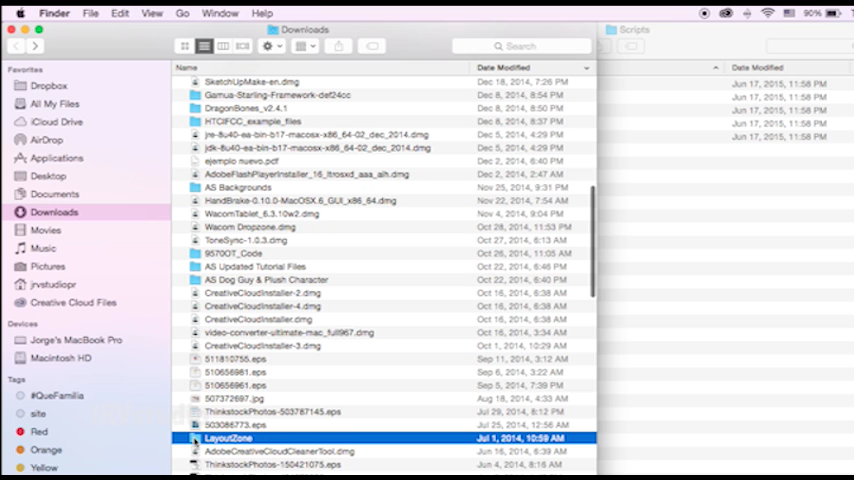 Finder File Edit View Go Window Help 90%
Downloads
Scripts
Search
Favorites
Dropbox
All My Files
iCloud Drive
AirDrop
Applications
Desktop
Documents
Downloads
Movies
Music
Pictures
jrvstudiopr
Creative Cloud Files
Devices
Jorge's MacBook Pro
Macintosh HD
Tags
#QueFamilia
site
Red
Orange
Yellow
Name Date Modified
SketchUpMake-en.dmg Dec 18, 2014, 7:26 PM
Gamua-Starling-Framework-def24cc Dec 8, 2014, 8:54 PM
DragonBones_v2.4.1 Dec 8, 2014, 8:50 PM
HTCIFCC_example_files Dec 8, 2014, 8:37 PM
jre-8u40-ea-bin-b17-macosx-x86_64-02_dec_2014.dmg Dec 5, 2014, 4:29 PM
jdk-8u40-ea-bin-b17-macosx-x86_64-02_dec_2014.dmg Dec 5, 2014, 4:29 PM
ejemplo nuevo.pdf Dec 2, 2014, 6:40 PM
AdobeFlashPlayerInstaller_16_ltrosxd_aaa_aih.dmg Dec 2, 2014, 2:47 AM
AS Backgrounds Nov 25, 2014, 9:31 PM
HandBrake-0.10.0-MacOSX.6_GUI_x86_64.dmg Nov 22, 2014, 7:54 AM
WacomTablet_6.3.10w2.dmg Nov 4, 2014, 9:04 PM
Wacom Dropzone.dmg Oct 28, 2014, 11:53 PM
ToneSync-1.0.3.dmg Oct 27, 2014, 6:13 AM
9570OT_Code Oct 26, 2014, 11:05 AM
AS Updated Tutorial Files Oct 22, 2014, 6:46 PM
AS Dog Guy & Plush Character Oct 22, 2014, 6:40 PM
CreativeCloudInstaller-2.dmg Oct 16, 2014, 6:38 AM
CreativeCloudInstaller-4.dmg Oct 16, 2014, 6:38 AM
CreativeCloudInstaller.dmg Oct 16, 2014, 6:38 AM
video-converter-ultimate-mac_full967.dmg Oct 16, 2014, 3:34 AM
CreativeCloudInstaller-3.dmg Oct 1, 2014, 10:29 AM
511810755.eps Sep 11, 2014, 3:12 AM
510656981.eps Sep 6, 2014, 3:22 AM
510656961.eps Sep 5, 2014, 7:39 PM
507372697.jpg Aug 18, 2014, 4:33 AM
ThinkstockPhotos-503787145.eps Jul 29, 2014, 8:12 PM
503086773.eps Jul 25, 2014, 12:56 AM
LayoutZone Jul 1, 2014, 10:59 AM
AdobeCreativeCloudCleanerTool.dmg Jun 16, 2014, 6:39 AM
ThinkstockPhotos-150421075.eps Jun 4, 2014, 8:16 AM
Date Modified
Jun 17, 2015, 11:58 PM
Jun 17, 2015, 11:58 PM
Jun 17, 2015, 11:58 PM
Jun 17, 2015, 11:58 PM
Jun 17, 2015, 11:58 PM